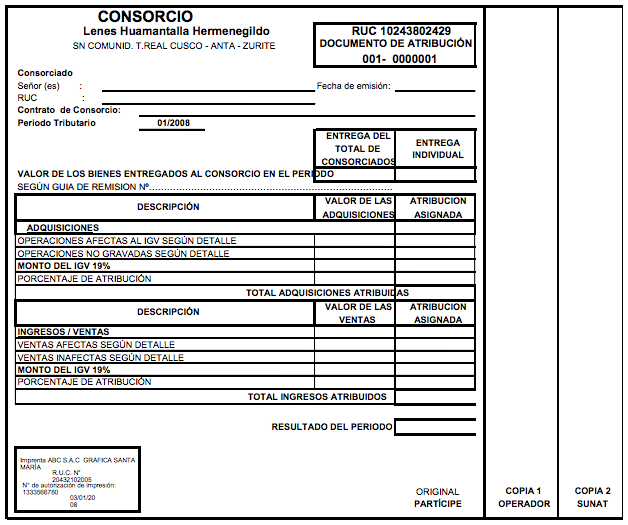 CONSORCIO
Lenes Huamantalla Hermenegildo
SN COMUNID. T.REAL CUSCO - ANTA - ZURITE
RUC 10243802429
DOCUMENTO DE ATRIBUCIÓN
001- 0000001
Consorciado
Señor (es) :
Fecha de emisión:
RUC :
Contrato de Consorcio:
Periodo Tributario 01/2008
ENTREGA DEL
TOTAL DE
CONSORCIADOS
ENTREGA
INDIVIDUAL
VALOR DE LOS BIENES ENTREGADOS AL CONSORCIO EN EL PERIODO
SEGÚN GUIA DE REMISION Nº..................................................................
DESCRIPCIÓN
VALOR DE LAS
ADQUISICIONES
ATRIBUCION
ASIGNADA
ADQUISICIONES
OPERACIONES AFECTAS AL IGV SEGÚN DETALLE
OPERACIONES NO GRAVADAS SEGÚN DETALLE
MONTO DEL IGV 19%
PORCENTAJE DE ATRIBUCIÓN
TOTAL ADQUISICIONES ATRIBUIDAS
DESCRIPCIÓN
VALOR DE LAS
VENTAS
ATRIBUCION
ASIGNADA
INGRESOS / VENTAS
VENTAS AFECTAS SEGÚN DETALLE
VENTAS INAFECTAS SEGÚN DETALLE
MONTO DEL IGV 19%
PORCENTAJE DE ATRIBUCIÓN
TOTAL INGRESOS ATRIBUIDOS
RESULTADO DEL PERIODO
Imprenta ABC S.A.C GRAFICA SANTA
MARÍA
R.U.C. N°
20432102005
N° de autorización de impresión:
1333566780
03/01/20
08
ORIGINAL
PARTÍCIPE
COPIA 1
OPERADOR
COPIA 2
SUNAT